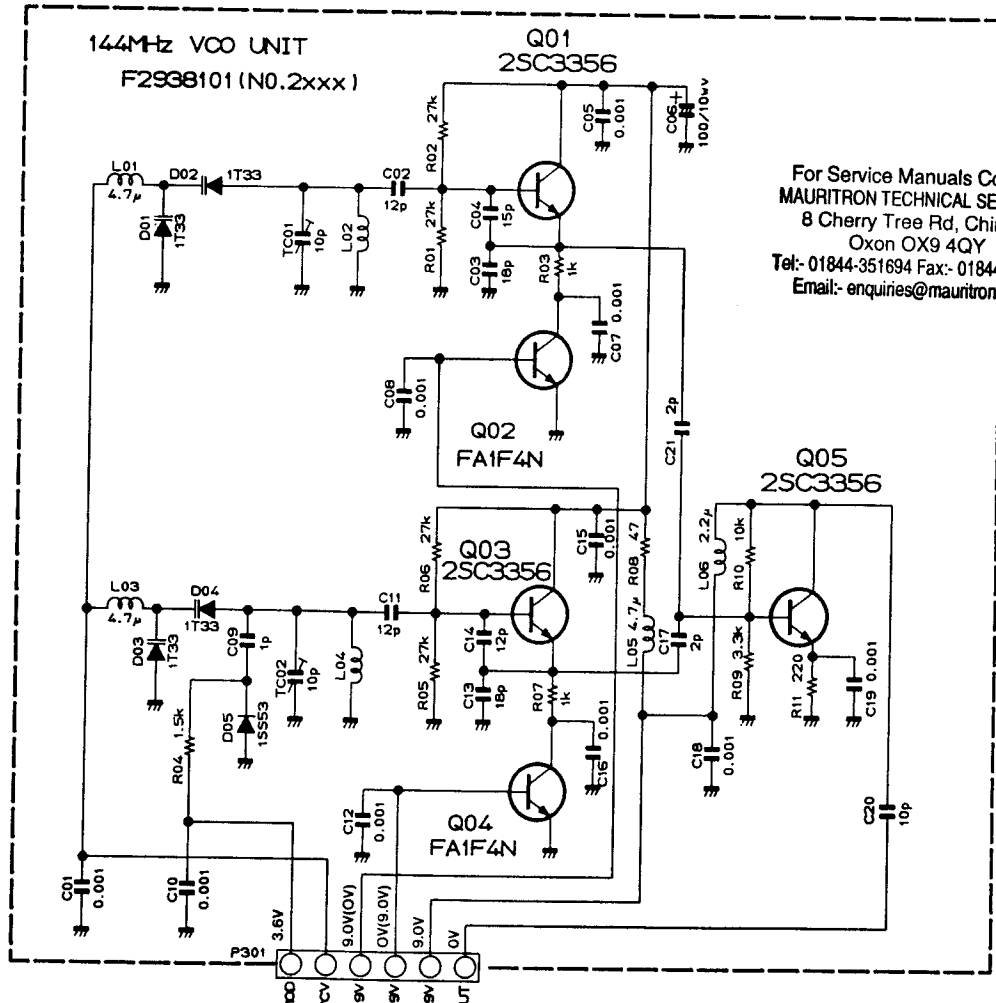 144MHz VCO UNIT
F2938101(N0.2xxx)
Q01
2SC3356
For Service Manuals Co
MAURITRON TECHNICAL SE
8 Cherry Tree Rd, Chi
Oxon OX9 4QY
Tel:- 01844-351694 Fax:- 01844
Email:- enquiries@mauritron
L01
4.7μ
D02
1T33
D01
1T33
TC01
10p
L02
C02
12p
R02
27k
R01
27k
C04
15p
C03
18p
R03
1k
C05
0.001
C06
+
100/10wv
C07
0.001
C08
0.001
Q02
FA1F4N
C21
2p
Q05
2SC3356
L03
4.7μ
D04
1T33
D03
1T33
C09
1p
TC02
10p
L04
C11
12p
R06
27k
R05
27k
Q03
2SC3356
C14
12p
C13
18p
R07
1k
C15
0.001
R08
47
L05
4.7μ
C17
2p
L06
2.2μ
R10
10k
R09
3.3k
R11
220
C19
0.001
C18
0.001
C20
10p
R04
1.5k
D05
1SS53
C16
0.001
C12
0.001
Q04
FA1F4N
C01
0.001
C10
0.001
3.6V
9.0V(0V)
0V(9.0V)
9.0V
0V
P301
OD
CV
9V
9V
9V
UT